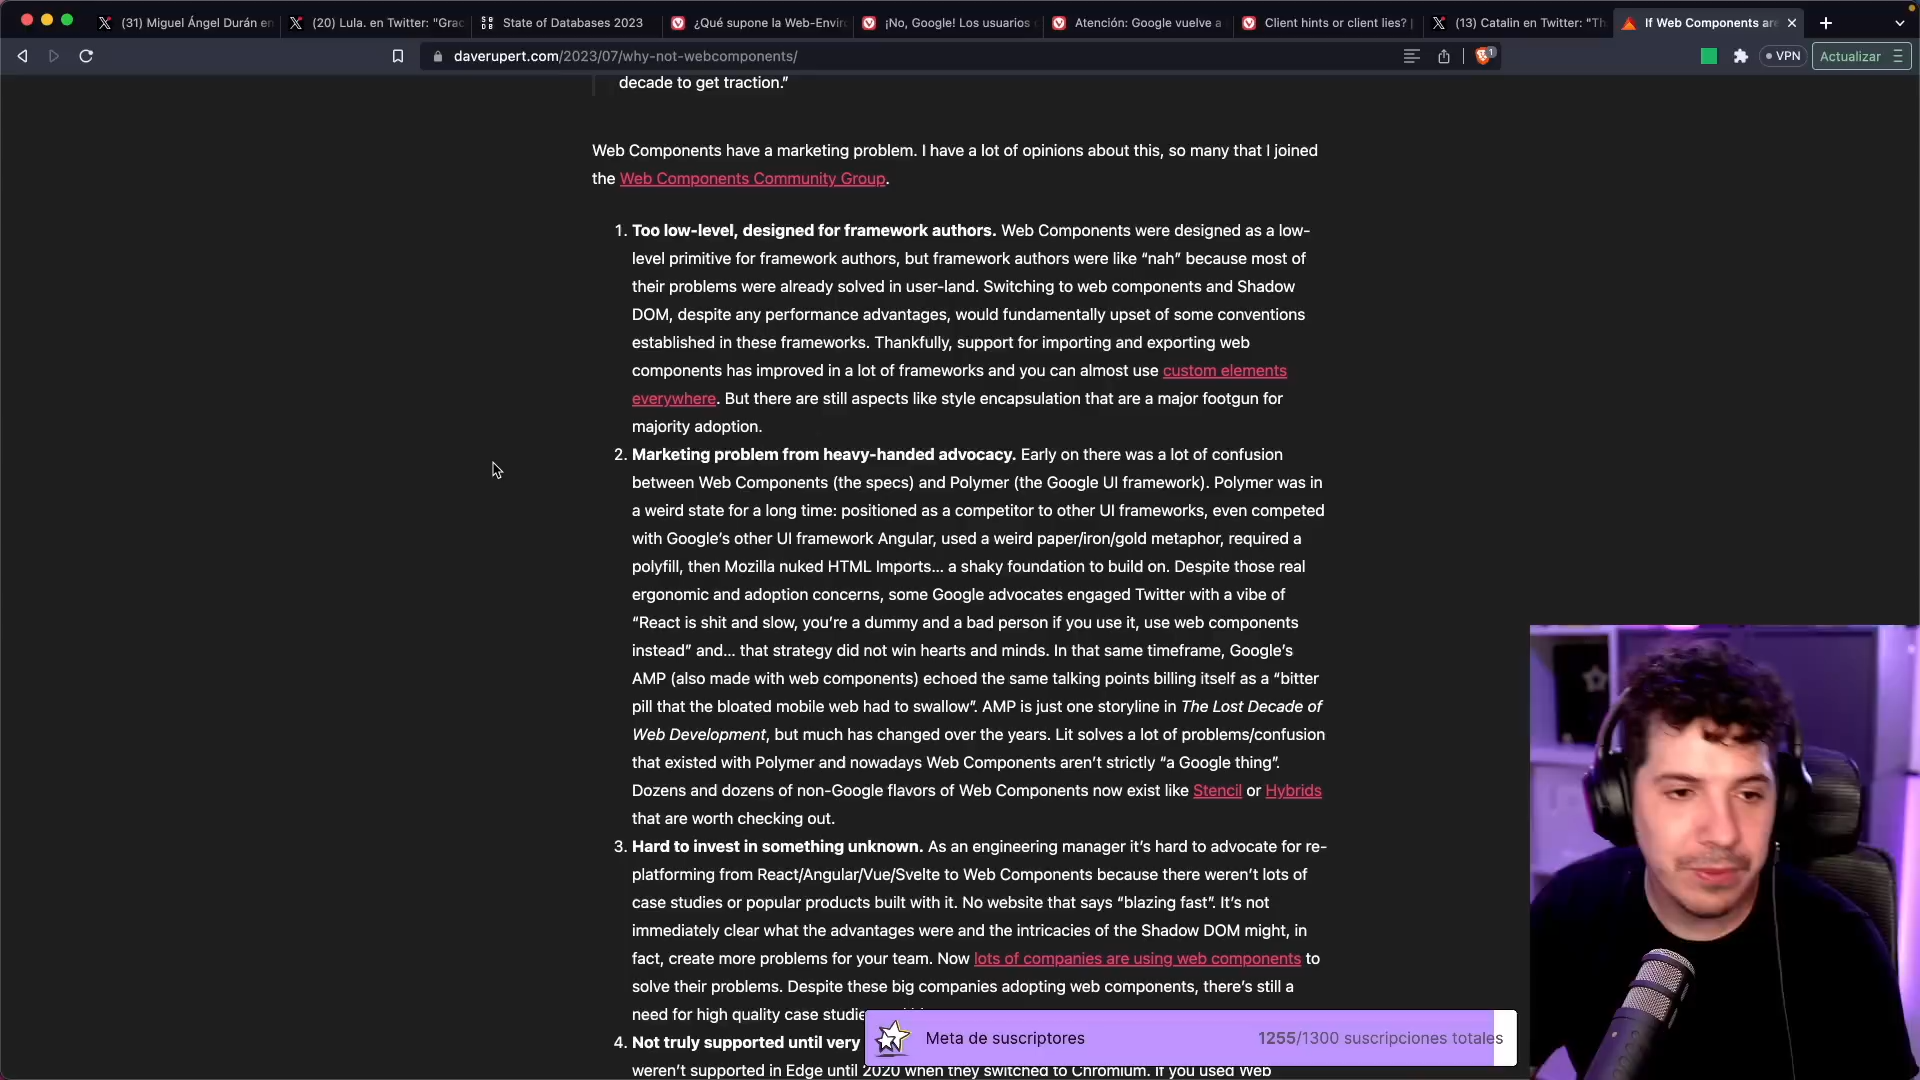 (31) Miguel Ángel Durán en
(20) Lula. en Twitter: "Grac
State of Databases 2023
¿Qué supone la Web-Envir
¡No, Google! Los usuarios
Atención: Google vuelve a
Client hints or client lies? |
(13) Catalin en Twitter: "Th
If Web Components are
daverupert.com/2023/07/why-not-webcomponents/
1
VPN
Actualizar
decade to get traction.”
Web Components have a marketing problem. I have a lot of opinions about this, so many that I joined
the Web Components Community Group.
1. Too low-level, designed for framework authors. Web Components were designed as a low-
level primitive for framework authors, but framework authors were like “nah” because most of
their problems were already solved in user-land. Switching to web components and Shadow
DOM, despite any performance advantages, would fundamentally upset of some conventions
established in these frameworks. Thankfully, support for importing and exporting web
components has improved in a lot of frameworks and you can almost use custom elements
everywhere. But there are still aspects like style encapsulation that are a major footgun for
majority adoption.
2. Marketing problem from heavy-handed advocacy. Early on there was a lot of confusion
between Web Components (the specs) and Polymer (the Google UI framework). Polymer was in
a weird state for a long time: positioned as a competitor to other UI frameworks, even competed
with Google’s other UI framework Angular, used a weird paper/iron/gold metaphor, required a
polyfill, then Mozilla nuked HTML Imports… a shaky foundation to build on. Despite those real
ergonomic and adoption concerns, some Google advocates engaged Twitter with a vibe of
“React is shit and slow, you’re a dummy and a bad person if you use it, use web components
instead” and… that strategy did not win hearts and minds. In that same timeframe, Google’s
AMP (also made with web components) echoed the same talking points billing itself as a “bitter
pill that the bloated mobile web had to swallow”. AMP is just one storyline in The Lost Decade of
Web Development, but much has changed over the years. Lit solves a lot of problems/confusion
that existed with Polymer and nowadays Web Components aren’t strictly “a Google thing”.
Dozens and dozens of non-Google flavors of Web Components now exist like Stencil or Hybrids
that are worth checking out.
3. Hard to invest in something unknown. As an engineering manager it’s hard to advocate for re-
platforming from React/Angular/Vue/Svelte to Web Components because there weren’t lots of
case studies or popular products built with it. No website that says “blazing fast”. It’s not
immediately clear what the advantages were and the intricacies of the Shadow DOM might, in
fact, create more problems for your team. Now lots of companies are using web components to
solve their problems. Despite these big companies adopting web components, there’s still a
need for high quality case studie
4. Not truly supported until very
weren’t supported in Edge until 2020 when they switched to Chromium. If you used Web
Meta de suscriptores
1255/1300 suscripciones totales